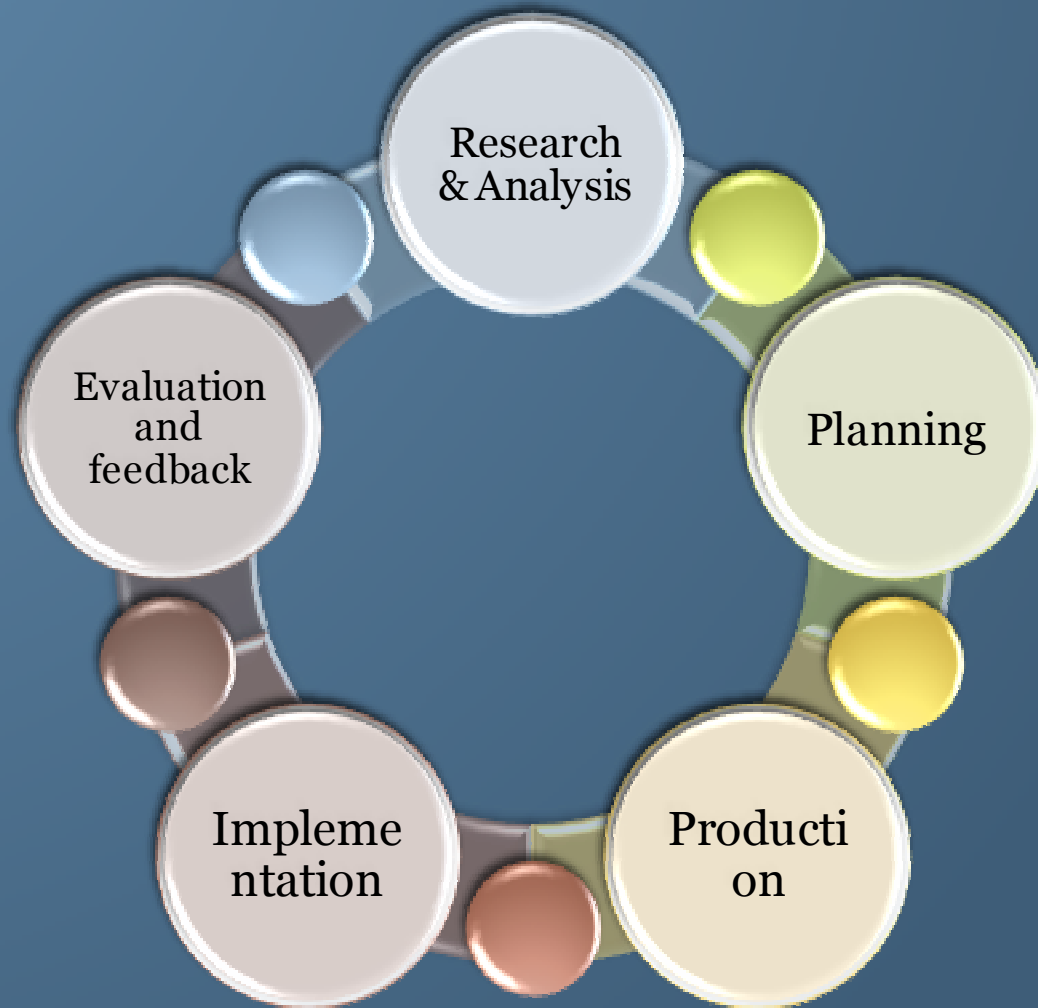 Research
& Analysis
Planning
Producti
on
Impleme
ntation
Evaluation
and
feedback